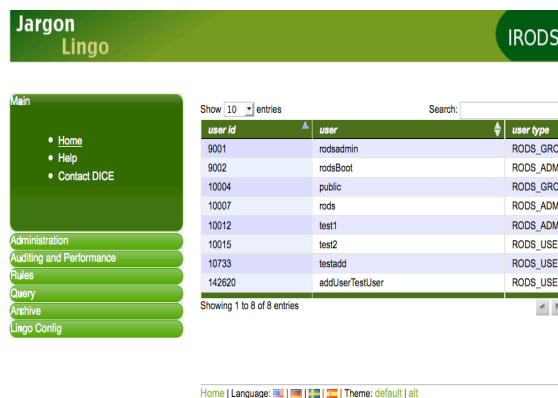 Jargon
Lingo
IRODS
Main
Home
Help
Contact DICE
Administration
Auditing and Performance
Rules
Query
Archive
Lingo Config
Show 10 entries
Search:
user id user user type
9001 rodsadmin RODS_GRO
9002 rodsBoot RODS_ADM
10004 public RODS_GRO
10007 rods RODS_ADM
10012 test1 RODS_ADM
10015 test2 RODS_USE
10733 testadd RODS_USE
142620 addUserTestUser RODS_USE
Showing 1 to 8 of 8 entries
Home | Language: | | | | Theme: default | alt